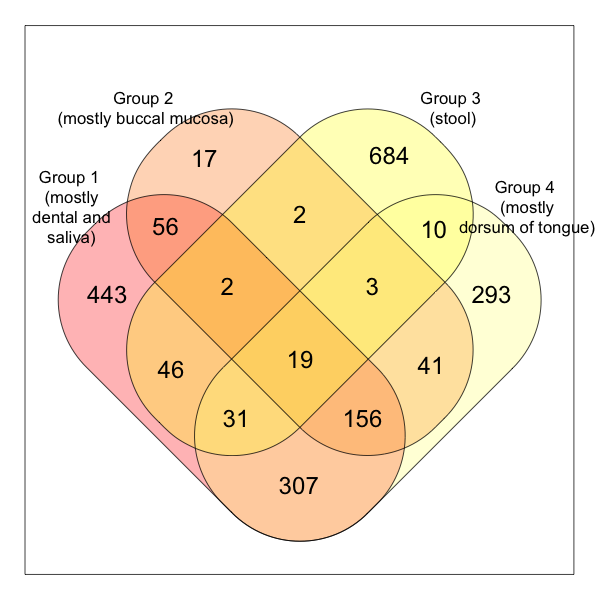 Group 2
(mostly buccal mucosa)
Group 3
(stool)
Group 1
(mostly
dental and
saliva)
Group 4
(mostly
dorsum of tongue)
17
684
56
2
10
443
2
3
293
46
19
41
31
156
307